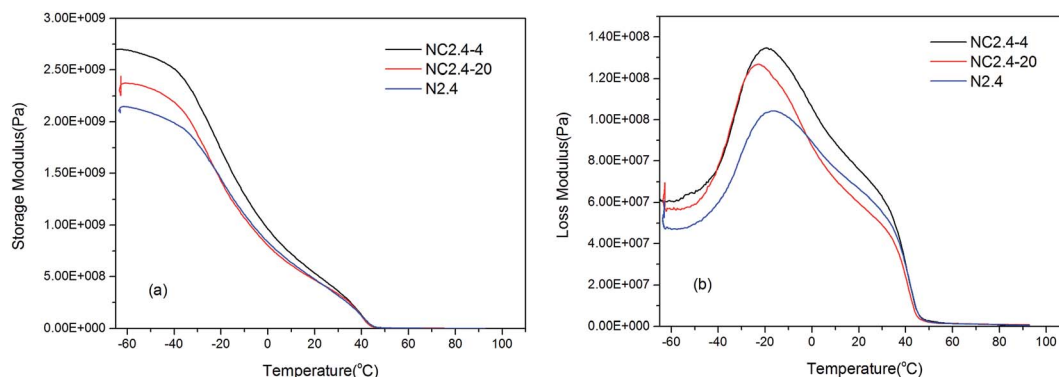 3.00E+009
2.50E+009
2.00E+009
1.50E+009
1.00E+009
5.00E+008
0.00E+000
Storage Modulus(Pa)
NC2.4-4
NC2.4-20
N2.4
(a)
-60 -40 -20 0 20 40 60 80 100
Temperature(°C)
1.40E+008
1.20E+008
1.00E+008
8.00E+007
6.00E+007
4.00E+007
2.00E+007
0.00E+000
Loss Modulus(Pa)
NC2.4-4
NC2.4-20
N2.4
(b)
-60 -40 -20 0 20 40 60 80 100
Temperature(°C)